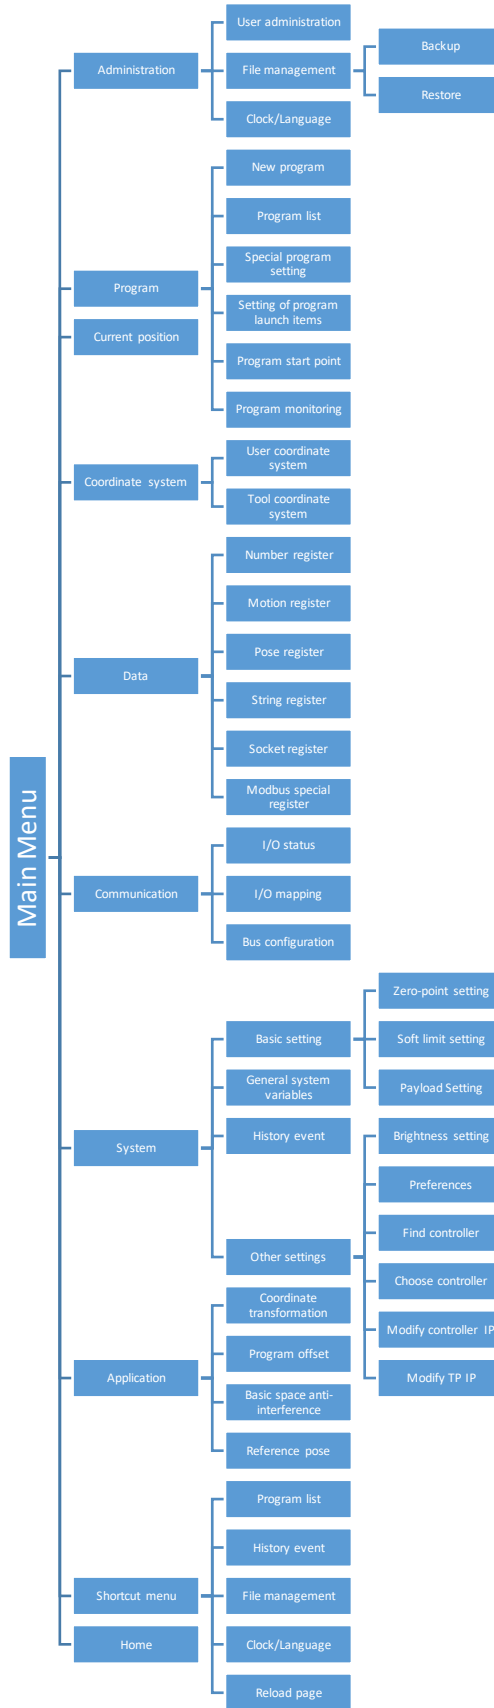 Main Menu
Administration
User administration
File management
Backup
Restore
Clock/Language
Program
New program
Program list
Special program
setting
Setting of program
launch items
Program start point
Program monitoring
Current position
Coordinate system
User coordinate
system
Tool coordinate
system
Data
Number register
Motion register
Pose register
String register
Socket register
Modbus special
register
Communication
I/O status
I/O mapping
Bus configuration
System
Basic setting
Zero-point setting
Soft limit setting
Payload Setting
General system
variables
History event
Other settings
Brightness setting
Preferences
Find controller
Choose controller
Modify controller IP
Modify TP IP
Application
Coordinate
transformation
Program offset
Basic space anti-
interference
Reference pose
Shortcut menu
Program list
History event
File management
Clock/Language
Reload page
Home